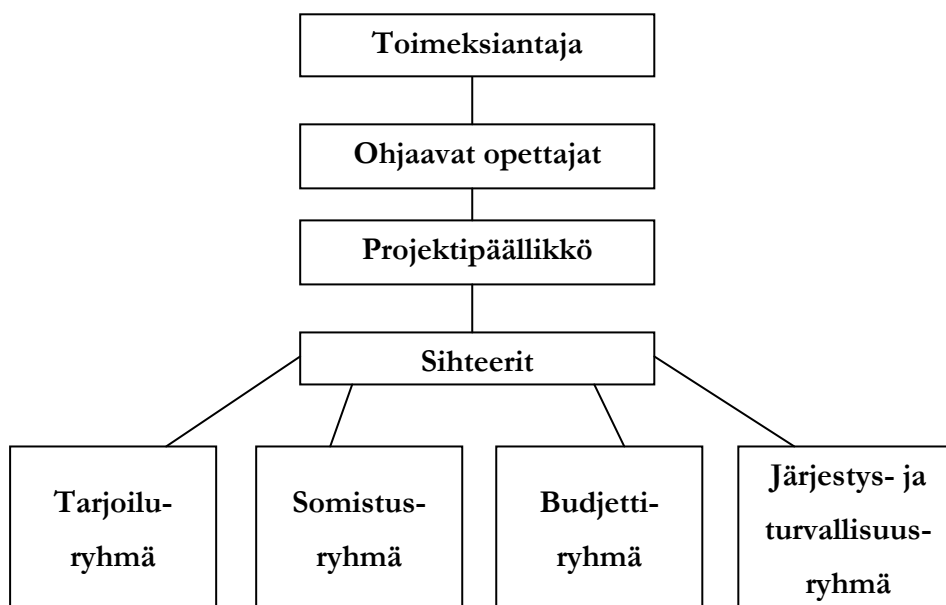 Toimeksiantaja
Ohjaavat opettajat
Projektipäällikkö
Sihteerit
Tarjoilu-
ryhmä
Somistus-
ryhmä
Budjetti-
ryhmä
Järjestys- ja
turvallisuus-
ryhmä